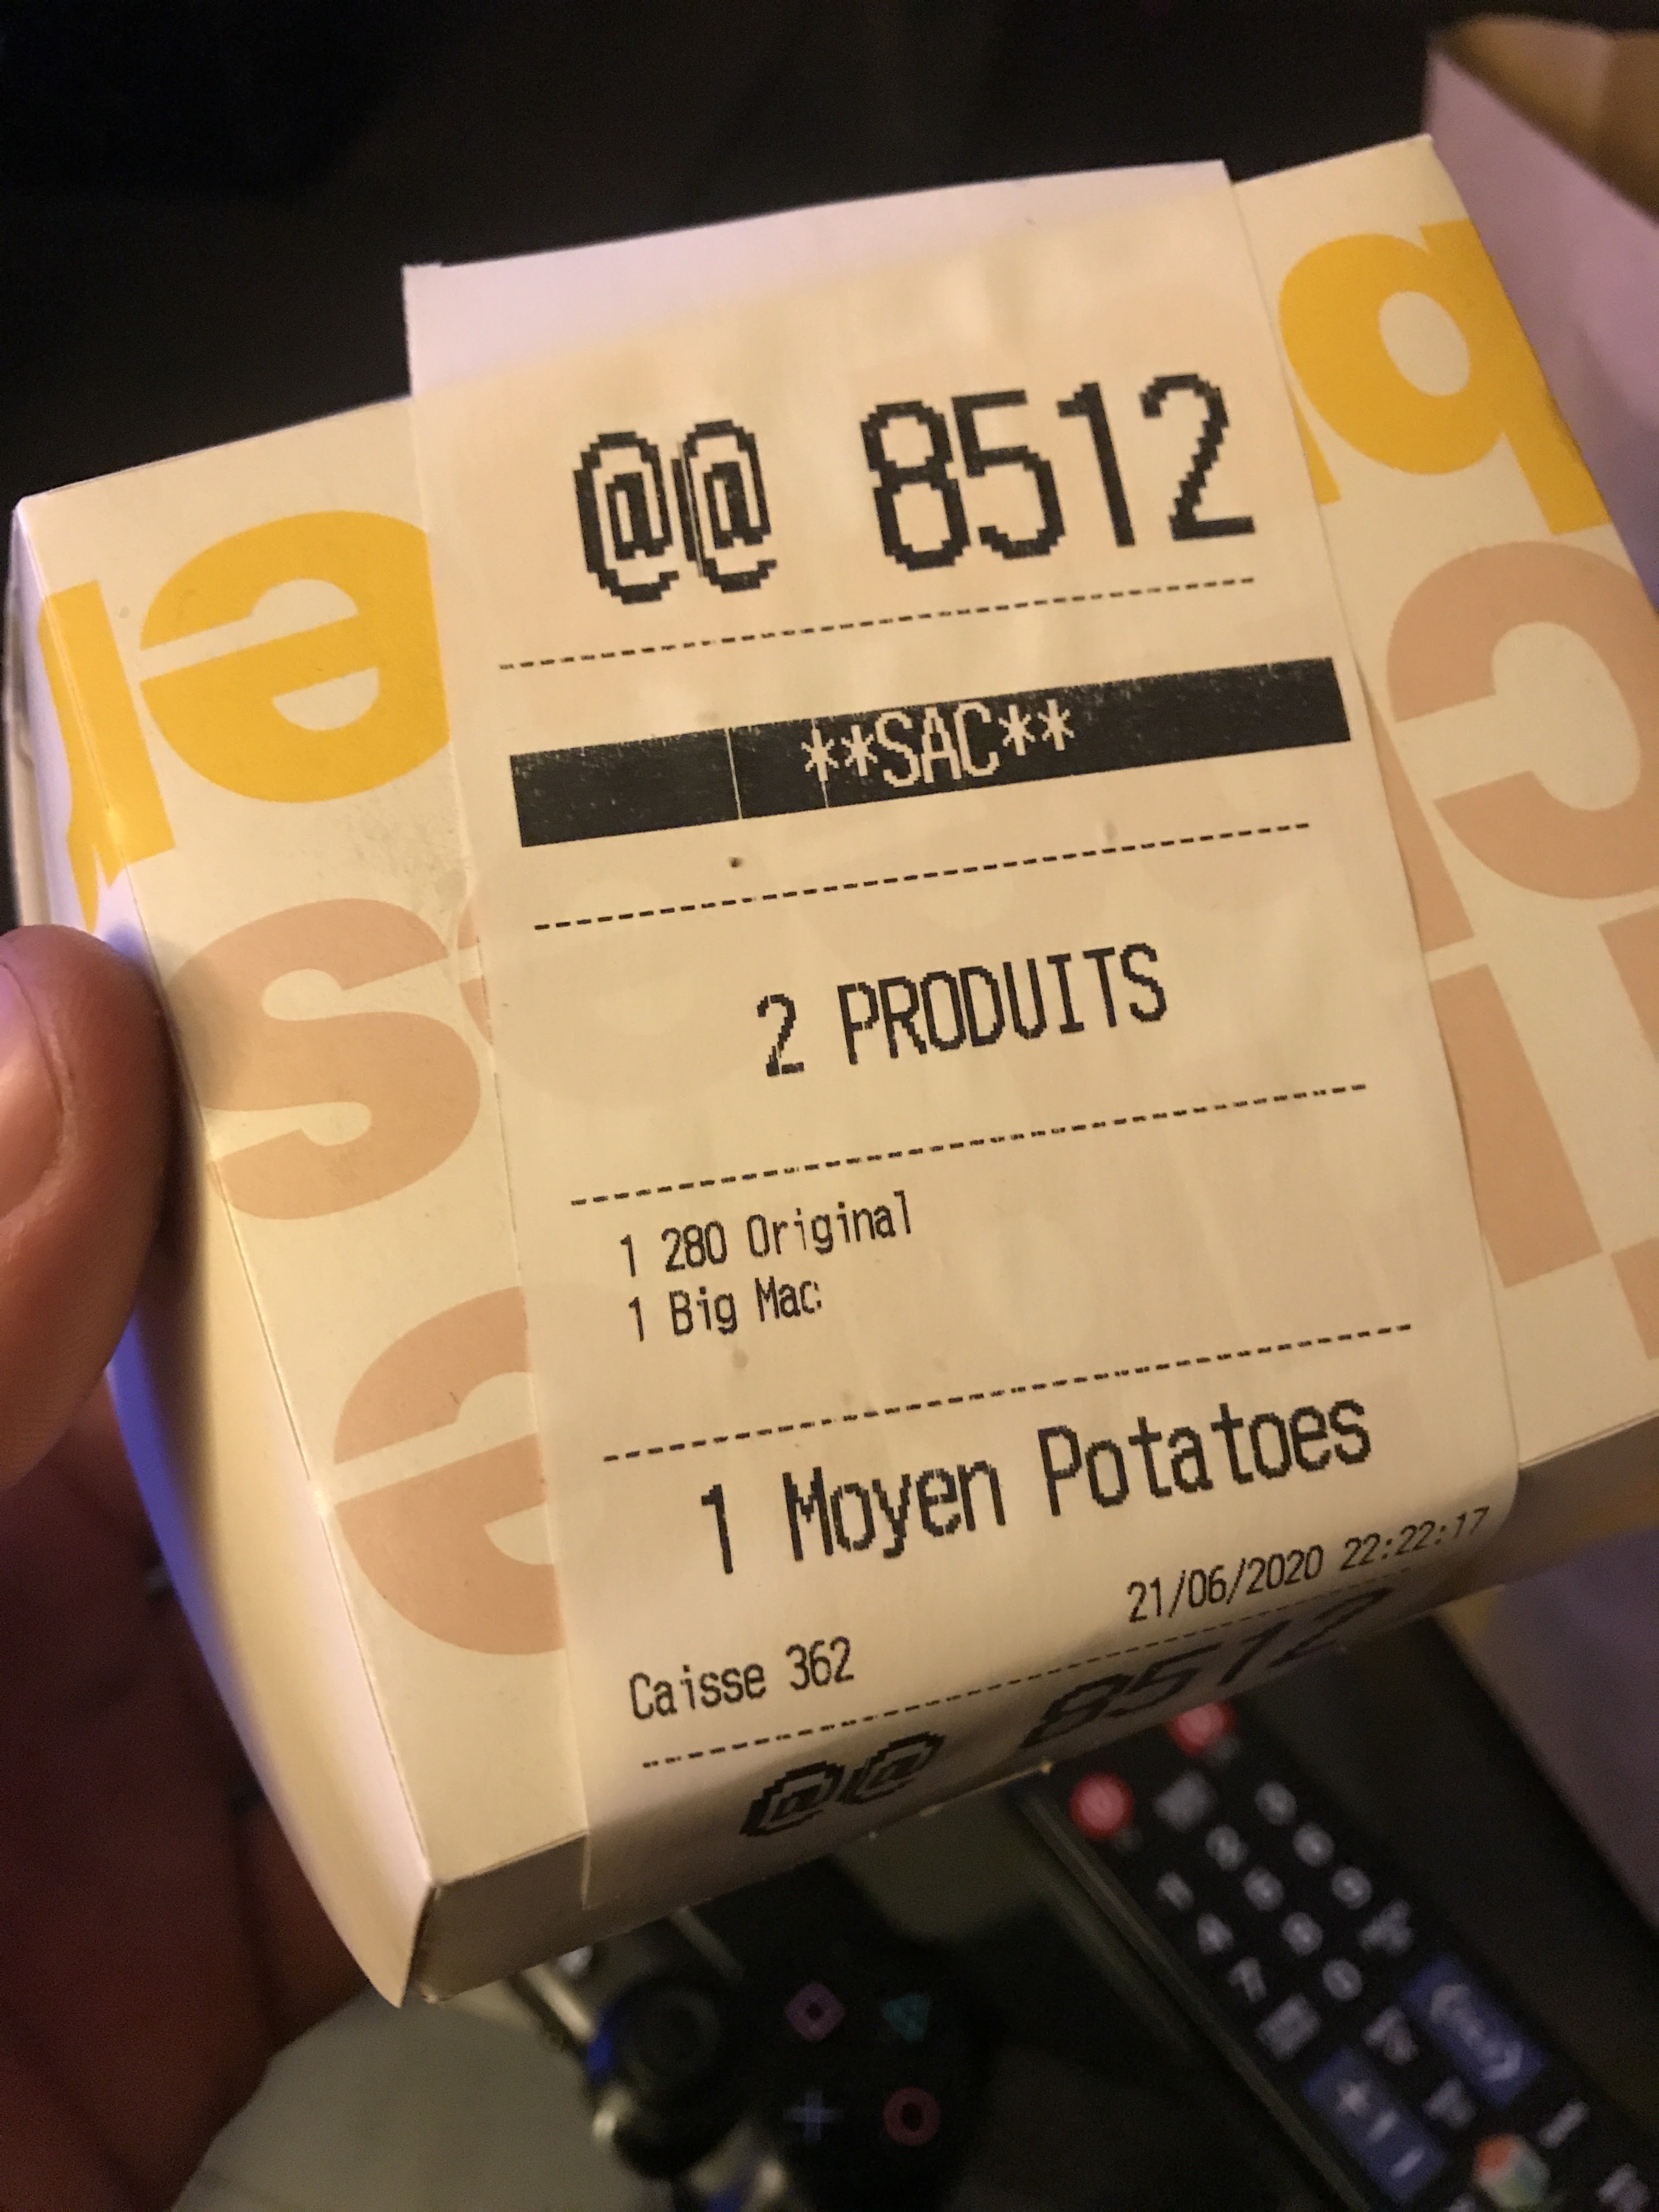 @@ 8512
**SAC**
2 PRODUITS
1 280 Original
1 Big Mac
1 Moyen Potatoes
21/06/2020 22:22:17
Caisse 362
@@ 8512